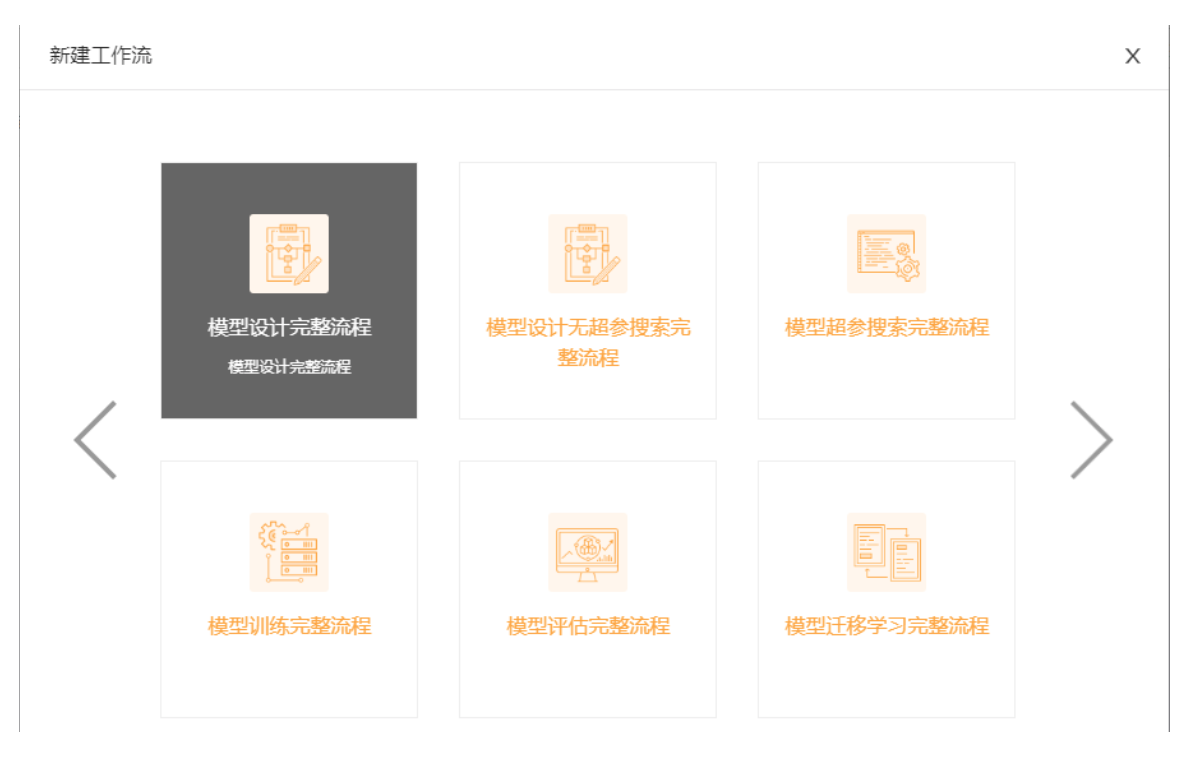 新建工作流
X
模型设计完整流程
模型设计完整流程
模型设计无超参搜索完
整流程
模型超参搜索完整流程
模型训练完整流程
模型评估完整流程
模型迁移学习完整流程